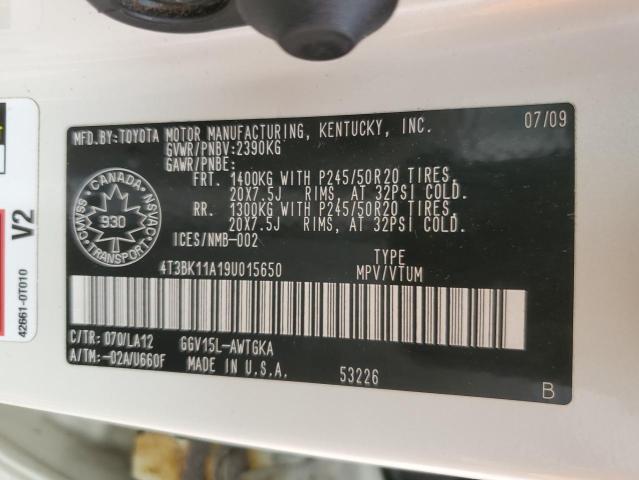 MFD.BY:TOYOTA MOTOR MANUFACTURING, KENTUCKY, INC. 07/09
GVWR/PNBV:2390KG
GAWR/PNBE:
FRT. 1400KG WITH P245/50R20 TIRES,
20X7.5J RIMS, AT 32PSI COLD.
RR. 1300KG WITH P245/50R20 TIRES,
20X7.5J RIMS, AT 32PSI COLD.
ICES/NMB-002
CANADA
CMVSS NSVAC
930
TRANSPORT
TYPE
4T3BK11A19U015650 MPV/VTUM
C/TR: 070/LA12 GGV15L-AWTGKA
A/TM:-02A/U660F MADE IN U.S.A.
53226
B
V2
42661-0T010